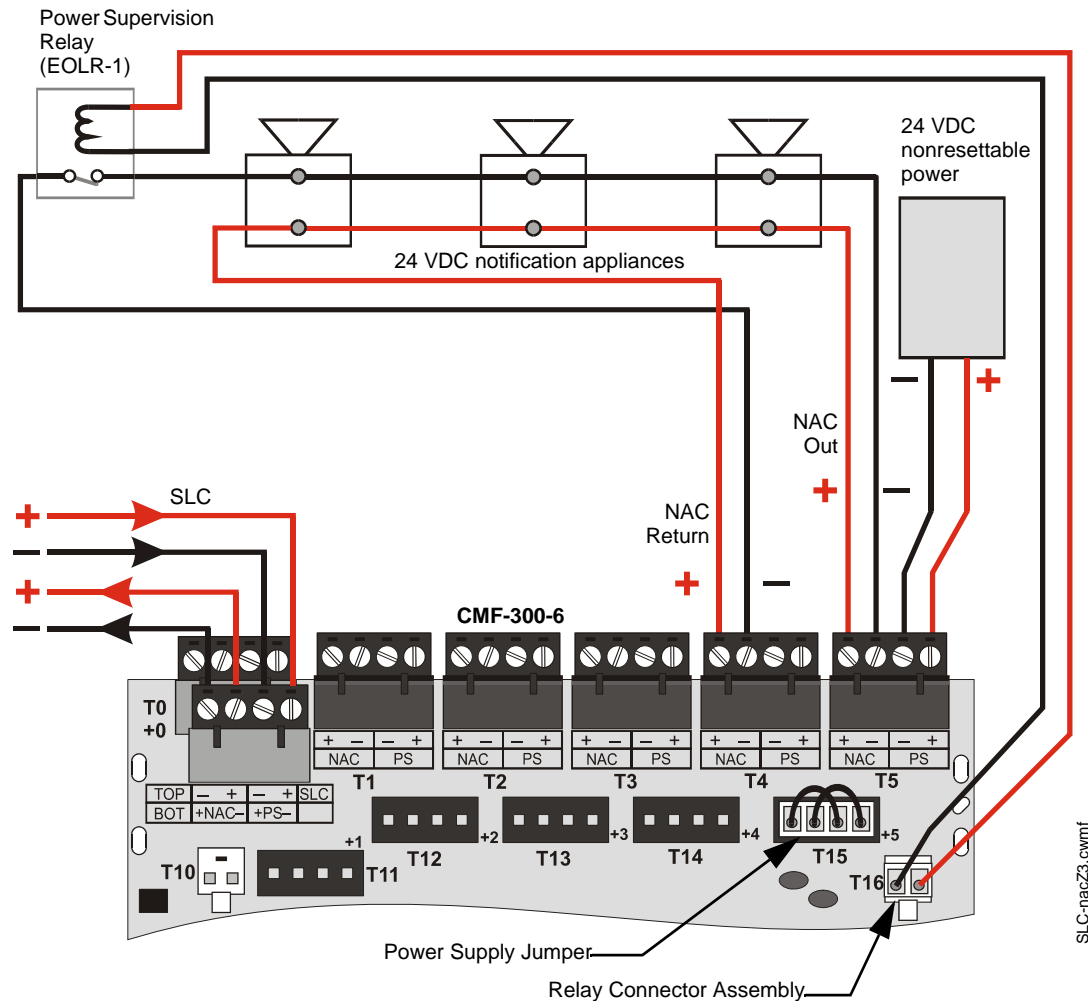 Power Supervision
Relay
(EOLR-1)
24 VDC
nonresettable
power
24 VDC notification appliances
− +
NAC
Out
+ −
SLC
+
−
+
−
NAC
Return
+ −
CMF-300-6
T0
+0
+ − − +
NAC PS
T1
+ − − +
NAC PS
T2
+ − − +
NAC PS
T3
+ − − +
NAC PS
T4
+ − − +
NAC PS
T5
TOP − + − + SLC
BOT +NAC− +PS−
T10
+1
T11
T12
+2
T13
+3
T14
+4
T15
+5
T16
Power Supply Jumper
Relay Connector Assembly
SLC-nacZ3.cwmf